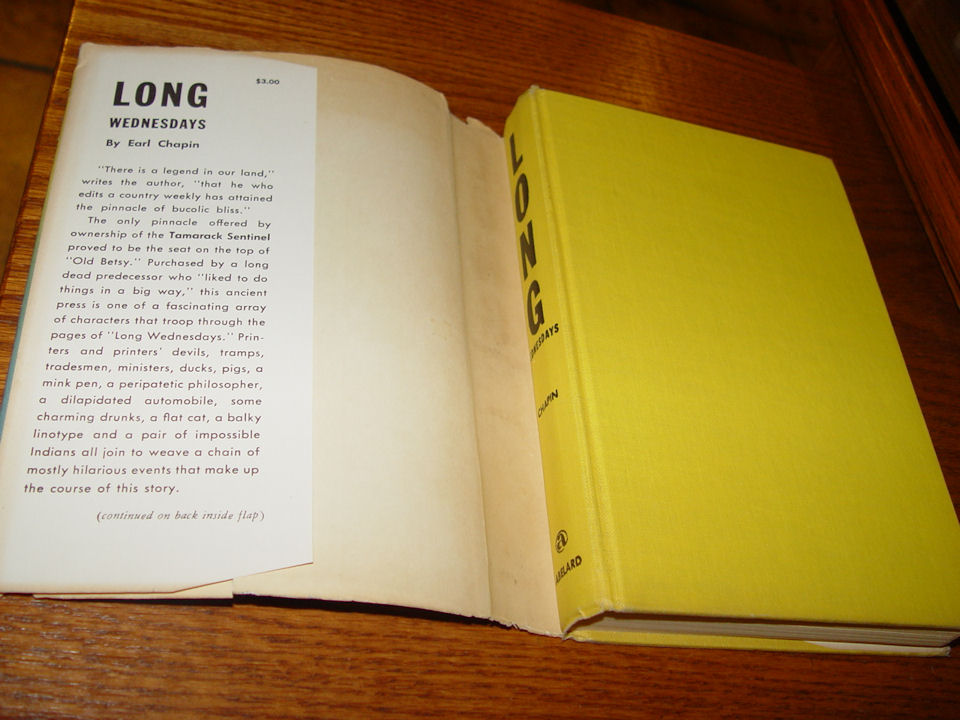 $3.00
LONG
WEDNESDAYS
By Earl Chapin
"There is a legend in our land,"
writes the author, "that he who
edits a country weekly has attained
the pinnacle of bucolic bliss."
The only pinnacle offered by
ownership of the Tamarack Sentinel
proved to be the seat on the top of
"Old Betsy." Purchased by a long
dead predecessor who "liked to do
things in a big way," this ancient
press is one of a fascinating array
of characters that troop through the
pages of "Long Wednesdays." Prin-
ters and printers' devils, tramps,
tradesmen, ministers, ducks, pigs, a
mink pen, a peripatetic philosopher,
a dilapidated automobile, some
charming drunks, a flat cat, a balky
linotype and a pair of impossible
Indians all join to weave a chain of
mostly hilarious events that make up
the course of this story.
(continued on back inside flap)
LONG
CHAPIN
a